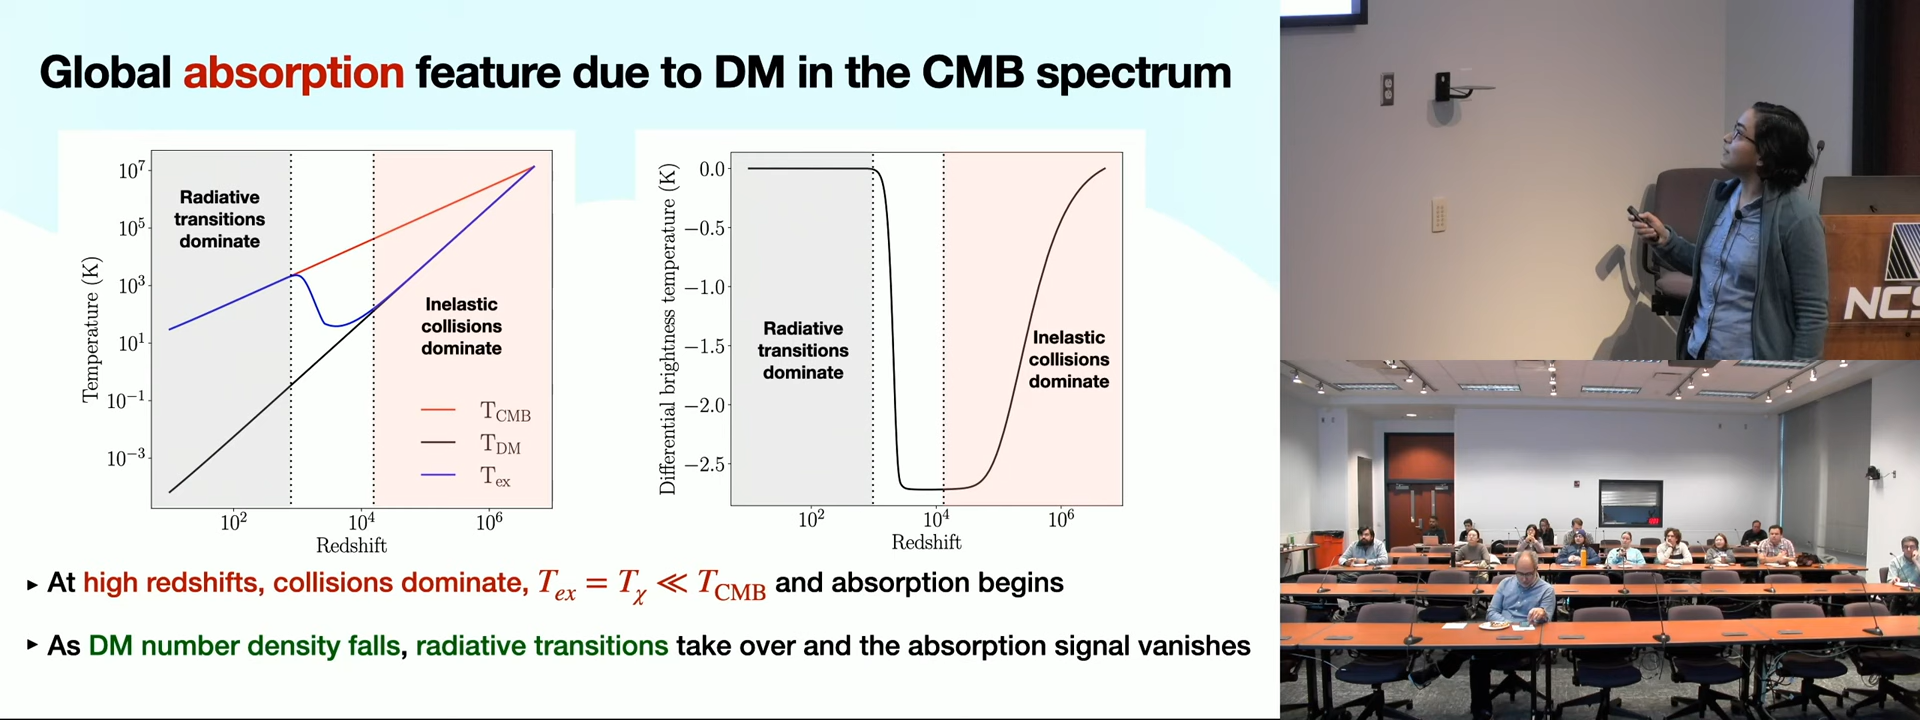 Global absorption feature due to DM in the CMB spectrum
10⁷
10⁵
10³
10¹
10⁻¹
10⁻³
Temperature (K)
Radiative
transitions
dominate
Inelastic
collisions
dominate
T_CMB
T_DM
T_ex
10²
10⁴
10⁶
Redshift
0.0
−0.5
−1.0
−1.5
−2.0
−2.5
Differential brightness temperature (K)
Radiative
transitions
dominate
Inelastic
collisions
dominate
10²
10⁴
10⁶
Redshift
▸ At high redshifts, collisions dominate, T_ex = T_χ ≪ T_CMB and absorption begins
▸ As DM number density falls, radiative transitions take over and the absorption signal vanishes
NCS